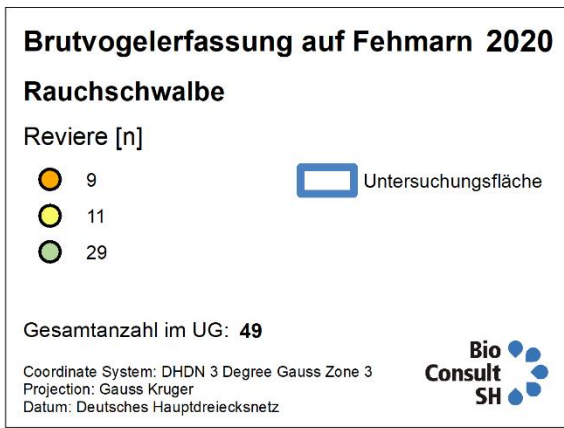 Brutvogelerfassung auf Fehmarn 2020
Rauchschwalbe
Reviere [n]
9
Untersuchungsfläche
11
29
Gesamtanzahl im UG: 49
Coordinate System: DHDN 3 Degree Gauss Zone 3
Projection: Gauss Kruger
Datum: Deutsches Hauptdreiecksnetz
Bio
Consult
SH